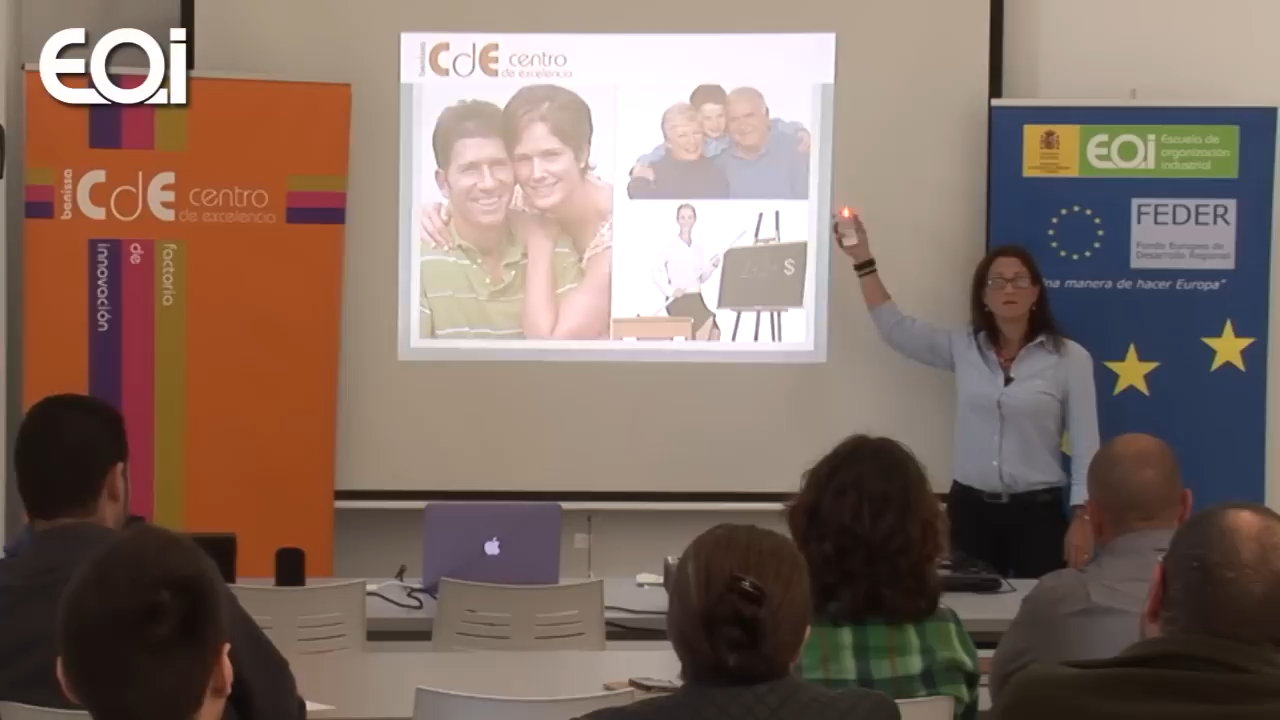 EOI
benissa CdE centro
de excelencia
benissa CdE centro
de excelencia
factoría
de
innovación
$
EOI Escuela de
organización
industrial
FEDER
Fondo Europeo de
Desarrollo Regional
na manera de hacer Europa"